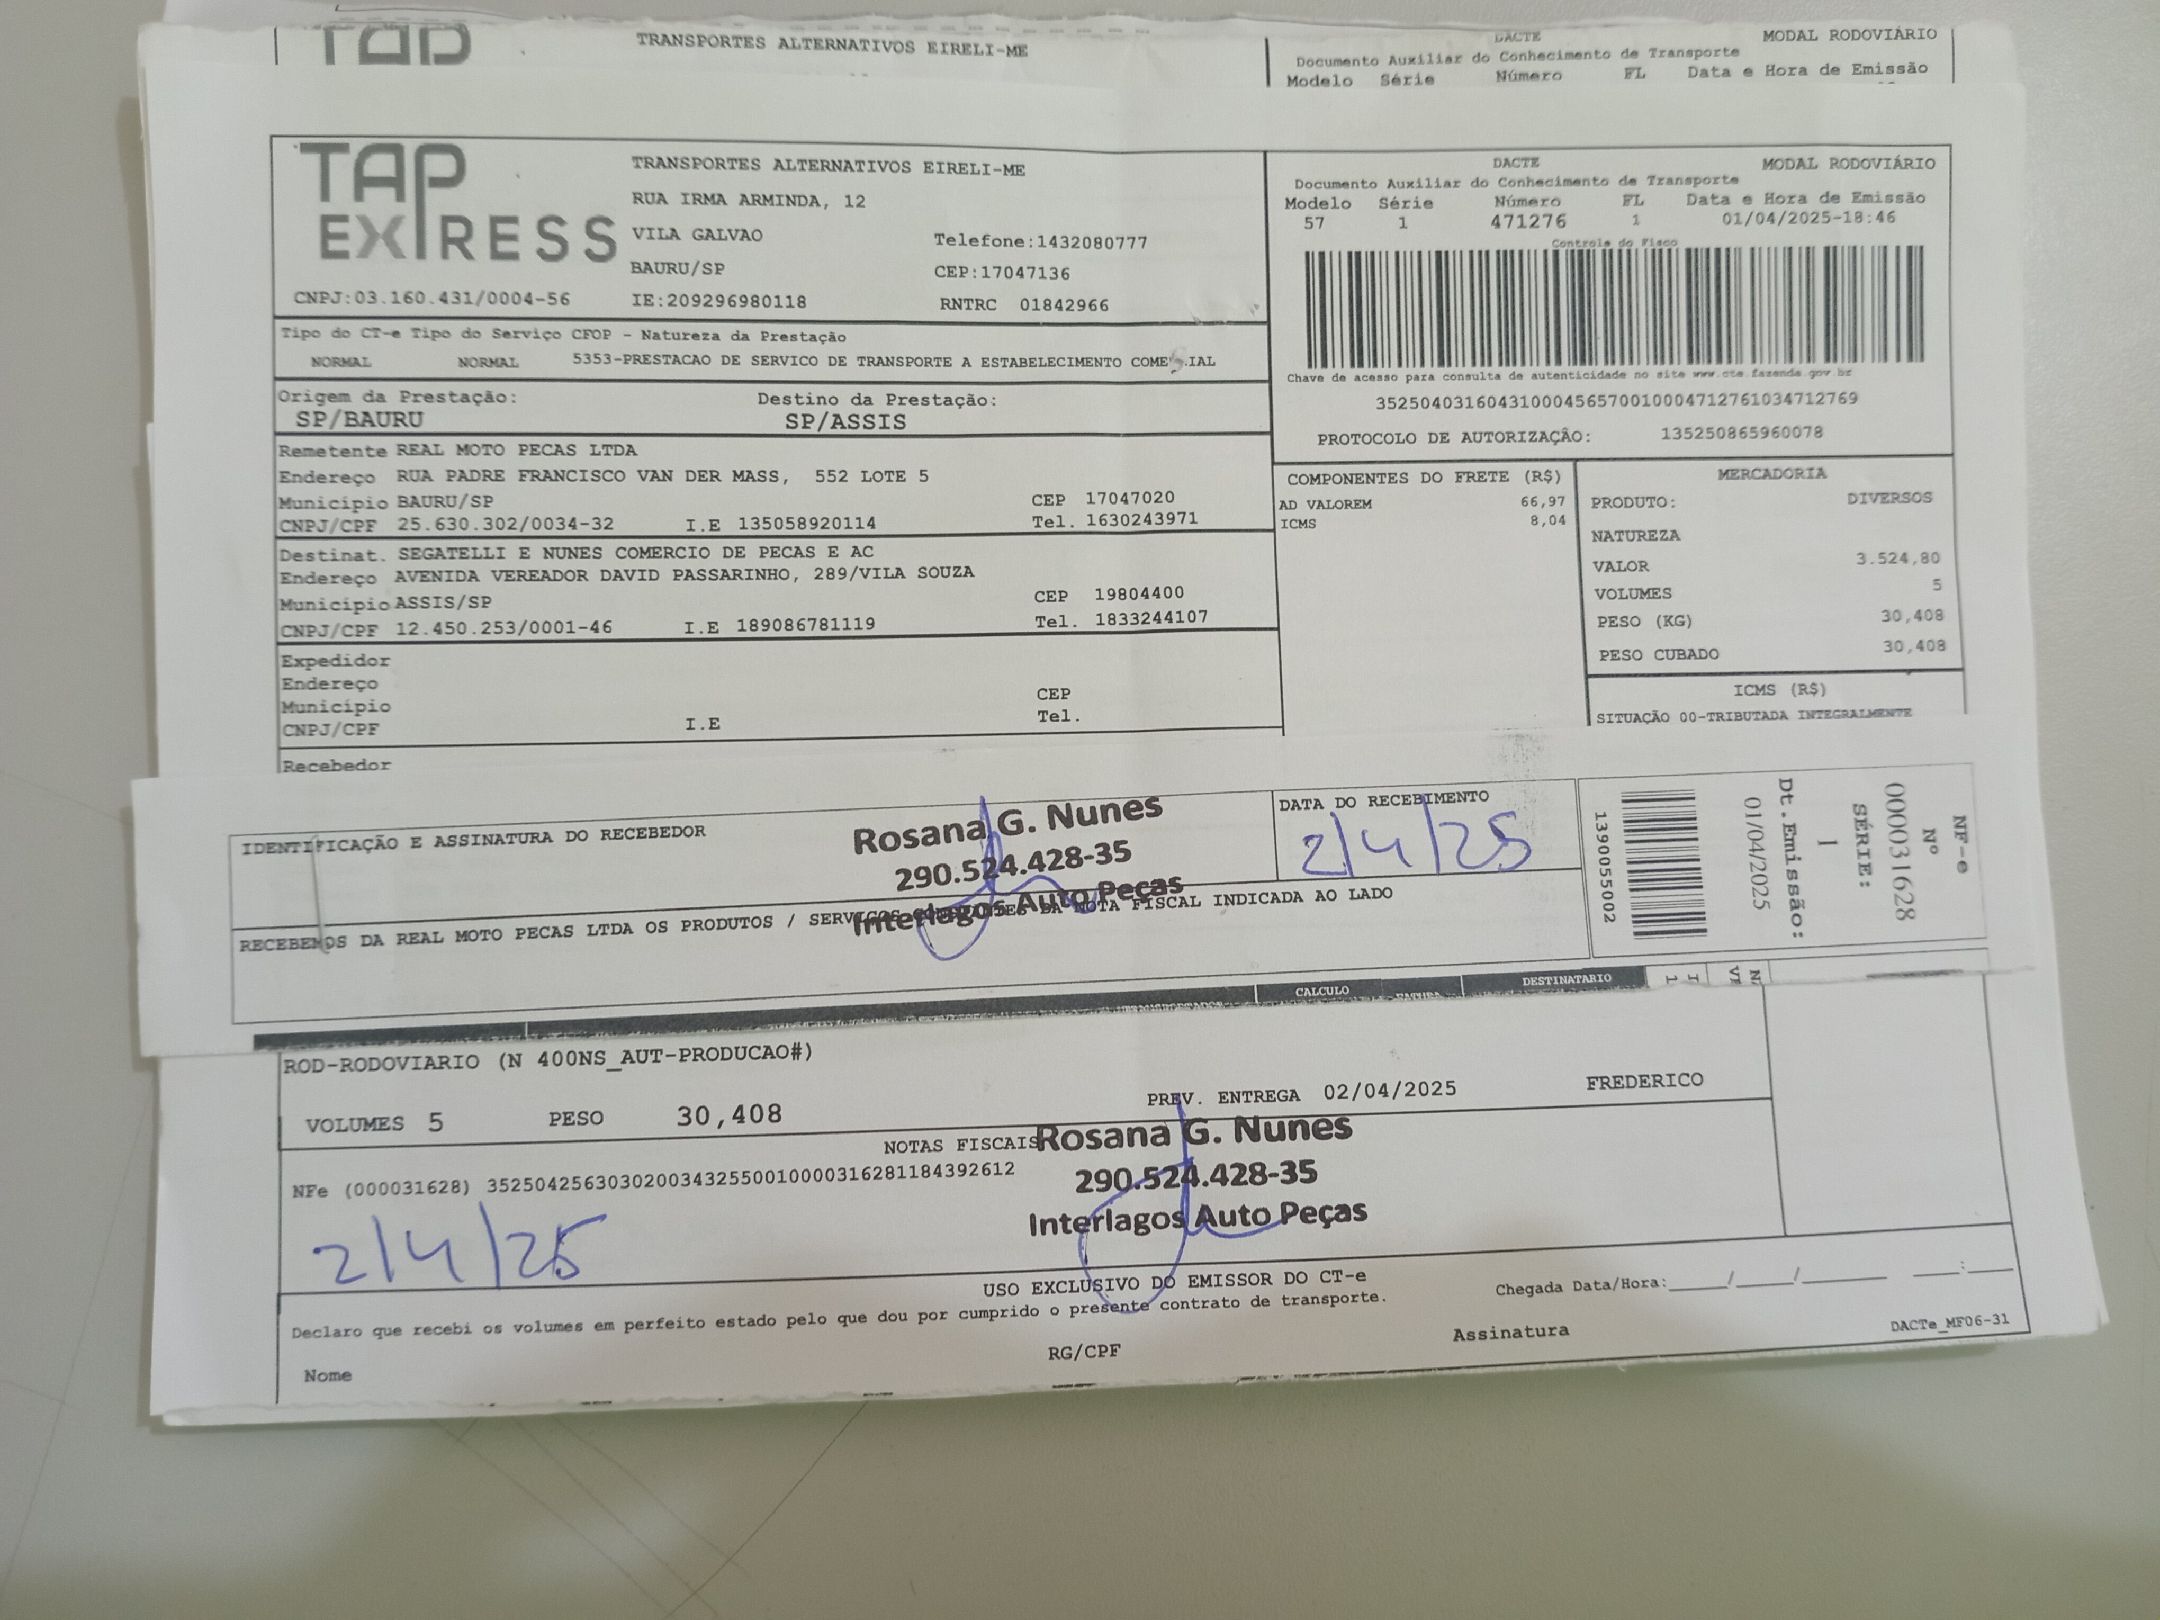 TRANSPORTES ALTERNATIVOS EIRELI-ME
DACTE MODAL RODOVIÁRIO
Documento Auxiliar do Conhecimento de Transporte
Modelo Série Número FL Data e Hora de Emissão
TAP EXPRESS
TRANSPORTES ALTERNATIVOS EIRELI-ME
RUA IRMA ARMINDA, 12
VILA GALVAO Telefone:1432080777
BAURU/SP CEP:17047136
CNPJ:03.160.431/0004-56 IE:209296980118 RNTRC 01842966
DACTE MODAL RODOVIÁRIO
Documento Auxiliar do Conhecimento de Transporte
Modelo Série Número FL Data e Hora de Emissão
57 1 471276 1 01/04/2025-18:46
Controle do Fisco
Chave de acesso para consulta de autenticidade no site www.cte.fazenda.gov.br
35250403160431000456570010004712761034712769
PROTOCOLO DE AUTORIZAÇÃO: 135250865960078
Tipo do CT-e Tipo do Serviço CFOP - Natureza da Prestação
NORMAL NORMAL 5353-PRESTACAO DE SERVICO DE TRANSPORTE A ESTABELECIMENTO
Origem da Prestação: Destino da Prestação:
SP/BAURU SP/ASSIS
Remetente REAL MOTO PECAS LTDA
Endereço RUA PADRE FRANCISCO VAN DER MASS, 552 LOTE 5
Município BAURU/SP CEP 17047020
CNPJ/CPF 25.630.302/0034-32 I.E 135058920114 Tel. 1630243971
Destinat. SEGATELLI E NUNES COMERCIO DE PECAS E AC
Endereço AVENIDA VEREADOR DAVID PASSARINHO, 289/VILA SOUZA
Município ASSIS/SP CEP 19804400
CNPJ/CPF 12.450.253/0001-46 I.E 189086781119 Tel. 1833244107
Expedidor
Endereço
Município CEP
CNPJ/CPF I.E Tel.
Recebedor
COMPONENTES DO FRETE (R$)
AD VALOREM 66,97
ICMS 8,04
MERCADORIA
PRODUTO: DIVERSOS
NATUREZA
VALOR 3.524,80
VOLUMES 5
PESO (KG) 30,408
PESO CUBADO 30,408
ICMS (R$)
SITUAÇÃO 00-TRIBUTADA INTEGRALMENTE
IDENTIFICAÇÃO E ASSINATURA DO RECEBEDOR
Rosana G. Nunes
290.524.428-35
Interlagos Auto Peças
DATA DO RECEBIMENTO
2/4/25
RECEBEMOS DA REAL MOTO PECAS LTDA OS PRODUTOS / SERVIÇOS DA NOTA FISCAL INDICADA AO LADO
NF-e
Nº
000031628
SÉRIE:
1
Dt.Emissão:
01/04/2025
1390055002
CALCULO
DESTINATARIO
ROD-RODOVIARIO (N 400NS_AUT-PRODUCAO#)
VOLUMES 5 PESO 30,408 PREV. ENTREGA 02/04/2025 FREDERICO
NOTAS FISCAIS
NFe (000031628) 35250425630302003432550010000316281184392612
Rosana G. Nunes
290.524.428-35
Interlagos Auto Peças
2/4/25
USO EXCLUSIVO DO EMISSOR DO CT-e
Declaro que recebi os volumes em perfeito estado pelo que dou por cumprido o presente contrato de transporte.
Chegada Data/Hora:____/____/______ ____:____
Nome RG/CPF Assinatura DACTe_MF06-31